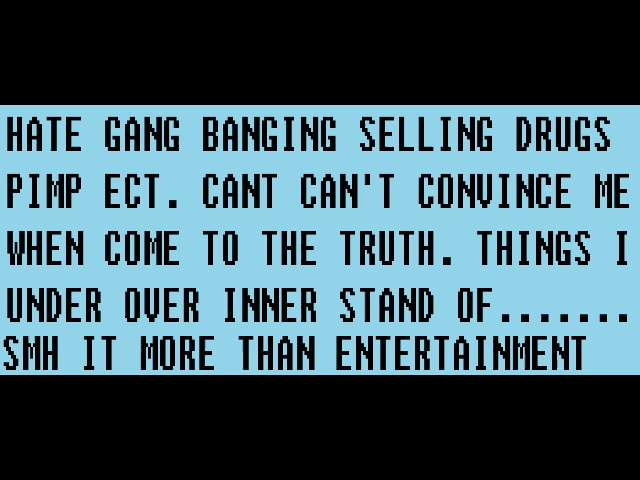 HATE GANG BANGING SELLING DRUGS
PIMP ECT. CANT CAN'T CONVINCE ME
WHEN COME TO THE TRUTH. THINGS I
UNDER OVER INNER STAND OF.......
SMH IT MORE THAN ENTERTAINMENT